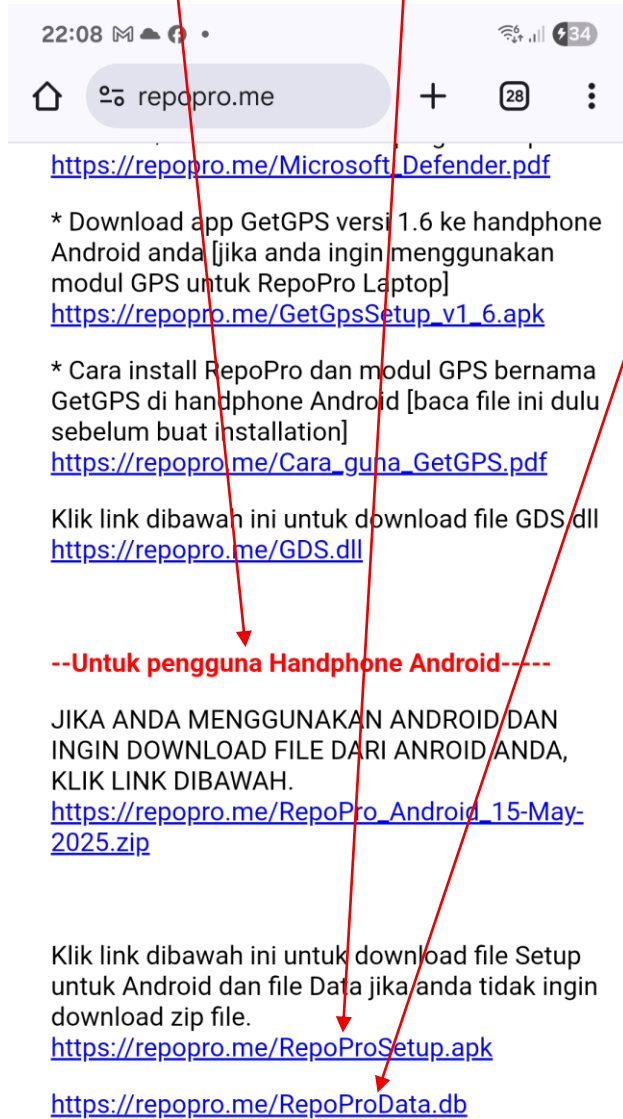 22:08
34
repopro.me
28
https://repopro.me/Microsoft_Defender.pdf
* Download app GetGPS versi 1.6 ke handphone
Android anda [jika anda ingin menggunakan
modul GPS untuk RepoPro Laptop]
https://repopro.me/GetGpsSetup_v1_6.apk
* Cara install RepoPro dan modul GPS bernama
GetGPS di handphone Android [baca file ini dulu
sebelum buat installation]
https://repopro.me/Cara_guna_GetGPS.pdf
Klik link dibawah ini untuk download file GDS.dll
https://repopro.me/GDS.dll
--Untuk pengguna Handphone Android-----
JIKA ANDA MENGGUNAKAN ANDROID DAN
INGIN DOWNLOAD FILE DARI ANROID ANDA,
KLIK LINK DIBAWAH.
https://repopro.me/RepoPro_Android_15-May-
2025.zip
Klik link dibawah ini untuk download file Setup
untuk Android dan file Data jika anda tidak ingin
download zip file.
https://repopro.me/RepoProSetup.apk
https://repopro.me/RepoProData.db